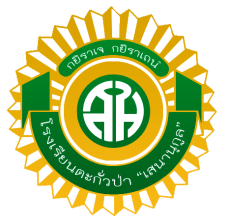 กยิราเจ กยิราเถนํ
โรงเรียนตะกั่วป่า "เสนานุกูล"